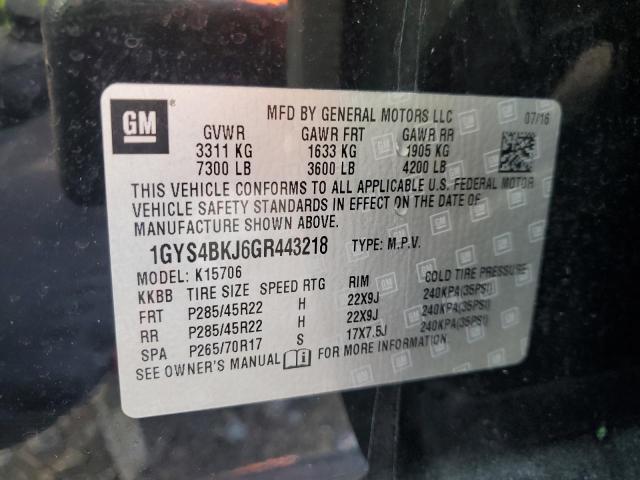 GM
MFD BY GENERAL MOTORS LLC 07/16
GVWR GAWR FRT GAWR RR
3311 KG 1633 KG 1905 KG
7300 LB 3600 LB 4200 LB
THIS VEHICLE CONFORMS TO ALL APPLICABLE U.S. FEDERAL MOTOR
VEHICLE SAFETY STANDARDS IN EFFECT ON THE DATE OF
MANUFACTURE SHOWN ABOVE.
1GYS4BKJ6GR443218 TYPE: M.P.V.
MODEL: K15706
KKBB TIRE SIZE SPEED RTG RIM COLD TIRE PRESSURE
FRT P285/45R22 H 22X9J 240KPA(35PSI)
RR P285/45R22 H 22X9J 240KPA(35PSI)
SPA P265/70R17 S 17X7.5J 240KPA(35PSI)
SEE OWNER'S MANUAL FOR MORE INFORMATION.